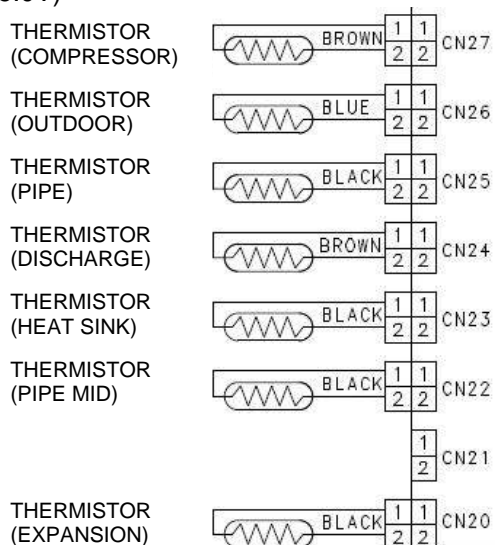 THERMISTOR
(COMPRESSOR)
BROWN 1 1 CN27
2 2
THERMISTOR
(OUTDOOR)
BLUE 1 1 CN26
2 2
THERMISTOR
(PIPE)
BLACK 1 1 CN25
2 2
THERMISTOR
(DISCHARGE)
BROWN 1 1 CN24
2 2
THERMISTOR
(HEAT SINK)
BLACK 1 1 CN23
2 2
THERMISTOR
(PIPE MID)
BLACK 1 1 CN22
2 2
1 CN21
2
THERMISTOR
(EXPANSION)
BLACK 1 1 CN20
2 2